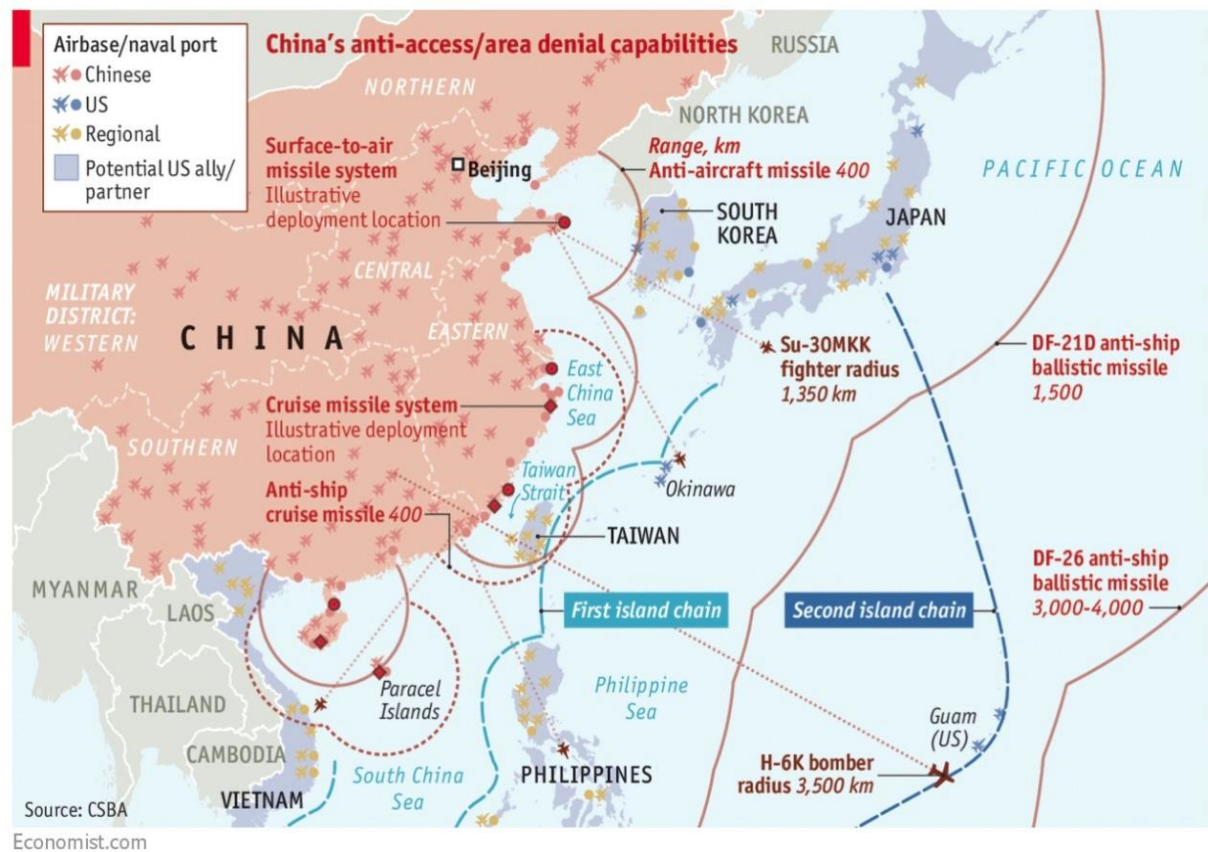 Airbase/naval port
Chinese
US
Regional
Potential US ally/
partner
China's anti-access/area denial capabilities
RUSSIA
NORTHERN
NORTH KOREA
Surface-to-air
missile system
Illustrative
deployment location
Beijing
Range, km
Anti-aircraft missile 400
PACIFIC OCEAN
SOUTH
KOREA
JAPAN
CENTRAL
MILITARY
DISTRICT:
WESTERN
CHINA
EASTERN
East
China
Sea
Su-30MKK
fighter radius
1,350 km
DF-21D anti-ship
ballistic missile
1,500
Cruise missile system
Illustrative deployment
location
SOUTHERN
Taiwan
Strait
Okinawa
Anti-ship
cruise missile 400
TAIWAN
MYANMAR
LAOS
First island chain
Second island chain
DF-26 anti-ship
ballistic missile
3,000-4,000
Paracel
Islands
Philippine
Sea
THAILAND
Guam
(US)
CAMBODIA
VIETNAM
South China
Sea
PHILIPPINES
H-6K bomber
radius 3,500 km
Source: CSBA
Economist.com